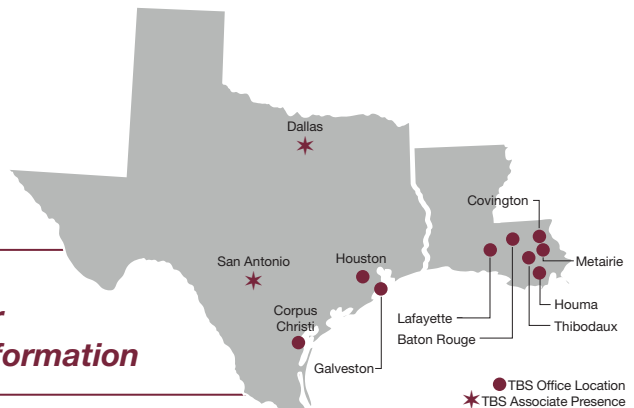 Dallas
Covington
San Antonio
Houston
Metairie
Corpus
Christi
Houma
Lafayette
Thibodaux
Baton Rouge
formation
Galveston
TBS Office Location
TBS Associate Presence